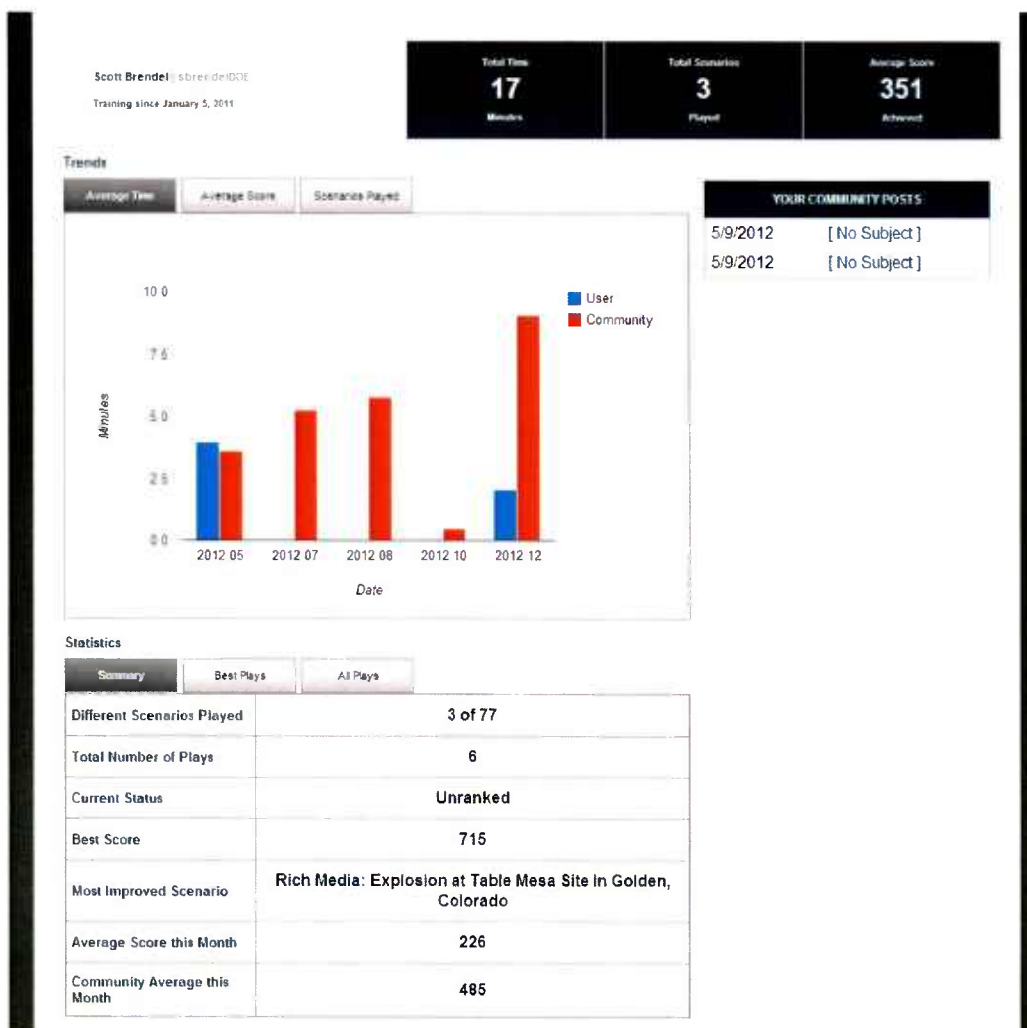 Scott Brendel sbrendelDOE
Training since January 5, 2011
Total Time
17
Minutes
Total Scenarios
3
Played
Average Score
351
Achieved
Trends
Average Time
Average Score
Scenarios Played
YOUR COMMUNITY POSTS
5/9/2012 [ No Subject ]
5/9/2012 [ No Subject ]
10.0
7.5
5.0
2.5
0.0
Minutes
User
Community
2012 05
2012 07
2012 08
2012 10
2012 12
Date
Statistics
Summary
Best Plays
All Plays
Different Scenarios Played 3 of 77
Total Number of Plays 6
Current Status Unranked
Best Score 715
Most Improved Scenario Rich Media: Explosion at Table Mesa Site in Golden,
Colorado
Average Score this Month 226
Community Average this
Month 485